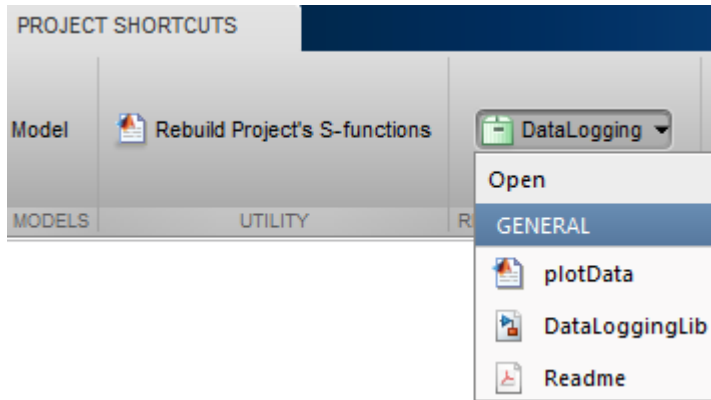 PROJECT SHORTCUTS
Model
Rebuild Project's S-functions
DataLogging
MODELS
UTILITY
Open
GENERAL
plotData
DataLoggingLib
Readme